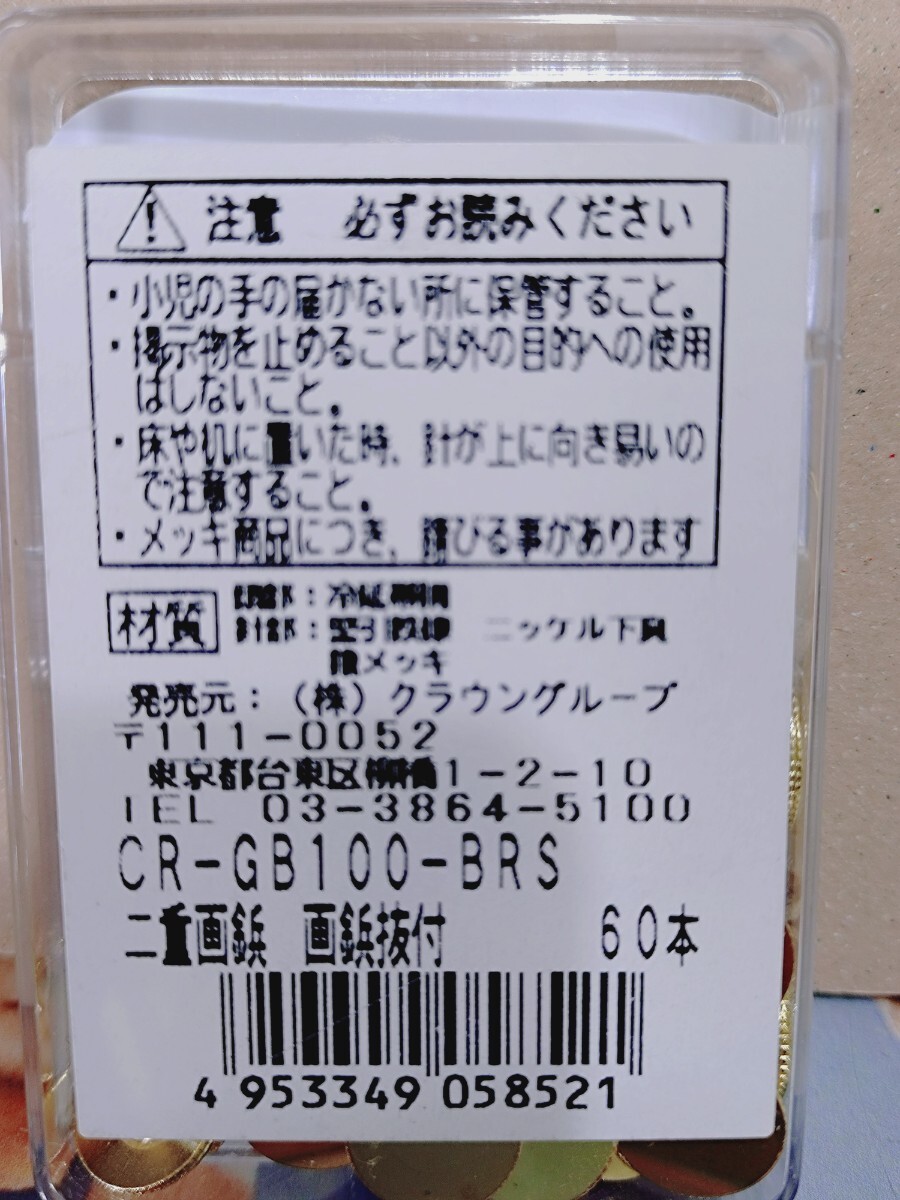 注意 必ずお読みください
・小児の手の届かない所に保管すること。
・掲示物を止めること以外の目的への使用
はしないこと。
・床や机に置いた時、針が上に向き易いの
で注意すること。
・メッキ商品につき、錆びる事があります
材質
ニッケル下
メッキ
発売元：（株）クラウングループ
〒111-0052
東京都台東区柳橋1-2-10
TEL 03-3864-5100
CR-GB100-BRS
二重画鋲 画鋲抜付 60本
4 953349 058521